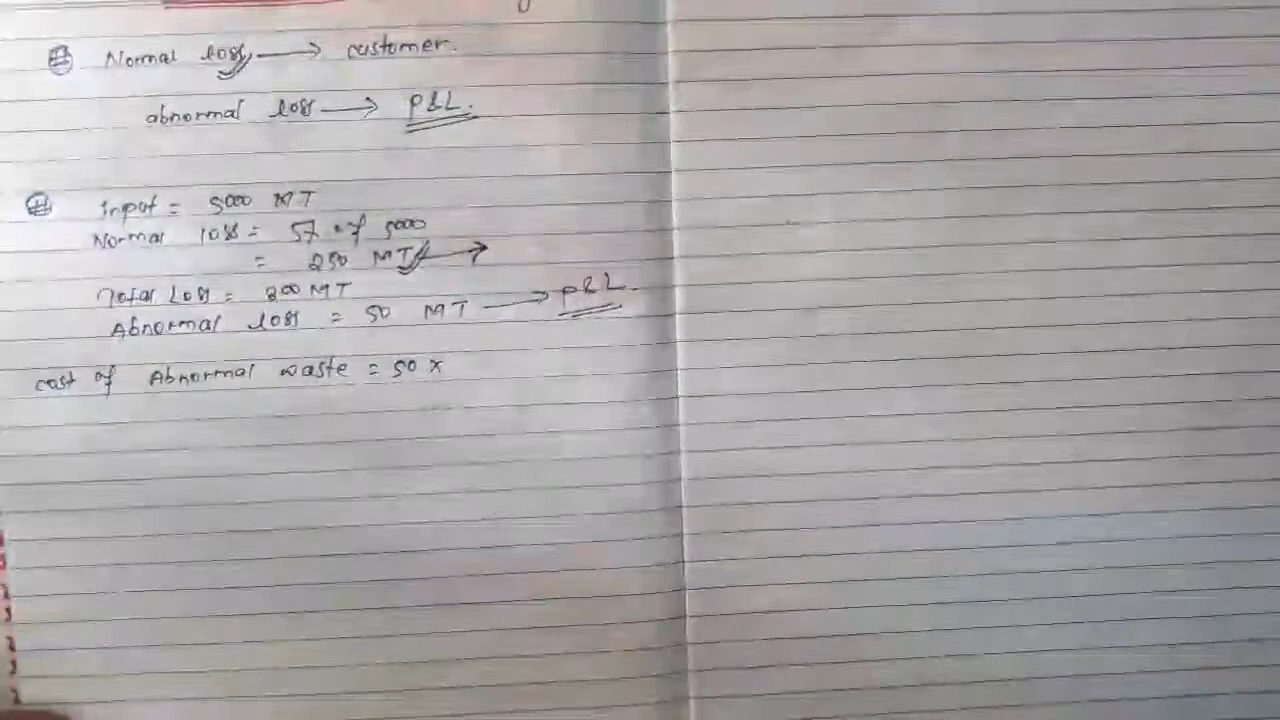 Normal loss → customer.
abnormal loss → P&L.
Input = 5000 MT
Normal loss = 5% of 5000
= 250 MT →
Total Loss = 300 MT
Abnormal loss = 50 MT → P&L.
cost of Abnormal waste = 50 x